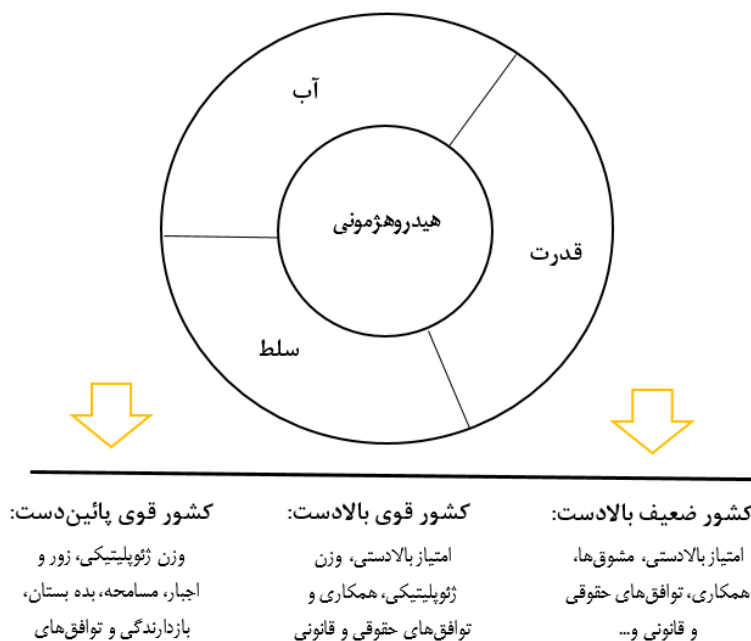 آب
هیدروهژمونی
قدرت
سلط
کشور ضعیف بالادست:
امتیاز بالادستی، مشوق‌ها،
همکاری، توافق‌های حقوقی
و قانونی و...
کشور قوی بالادست:
امتیاز بالادستی، وزن
ژئوپلیتیکی، همکاری و
توافق‌های حقوقی و قانونی
کشور قوی پائین‌دست:
وزن ژئوپلیتیکی، زور و
اجبار، مسامحه، بده بستان،
بازدارندگی و توافق‌های